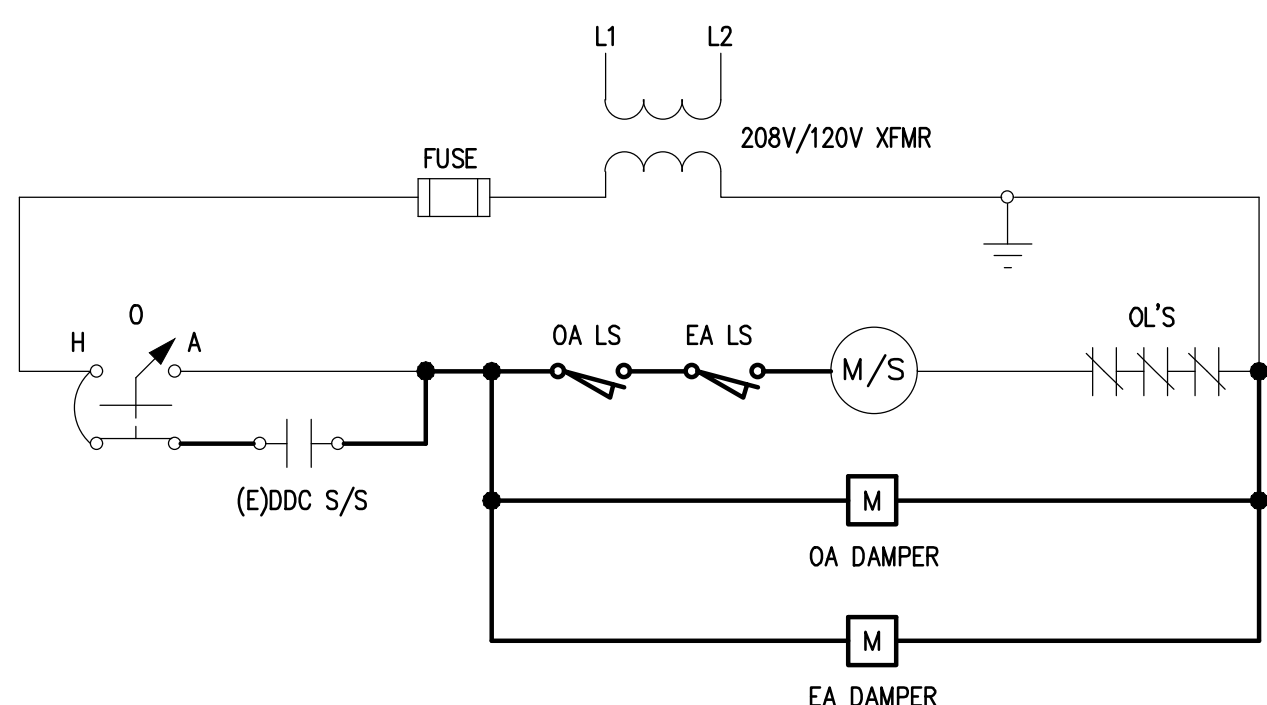 L1 L2
208V/120V XFMR
FUSE
O
H A
OA LS EA LS
OL'S
M/S
(E)DDC S/S
M
OA DAMPER
M
EA DAMPER